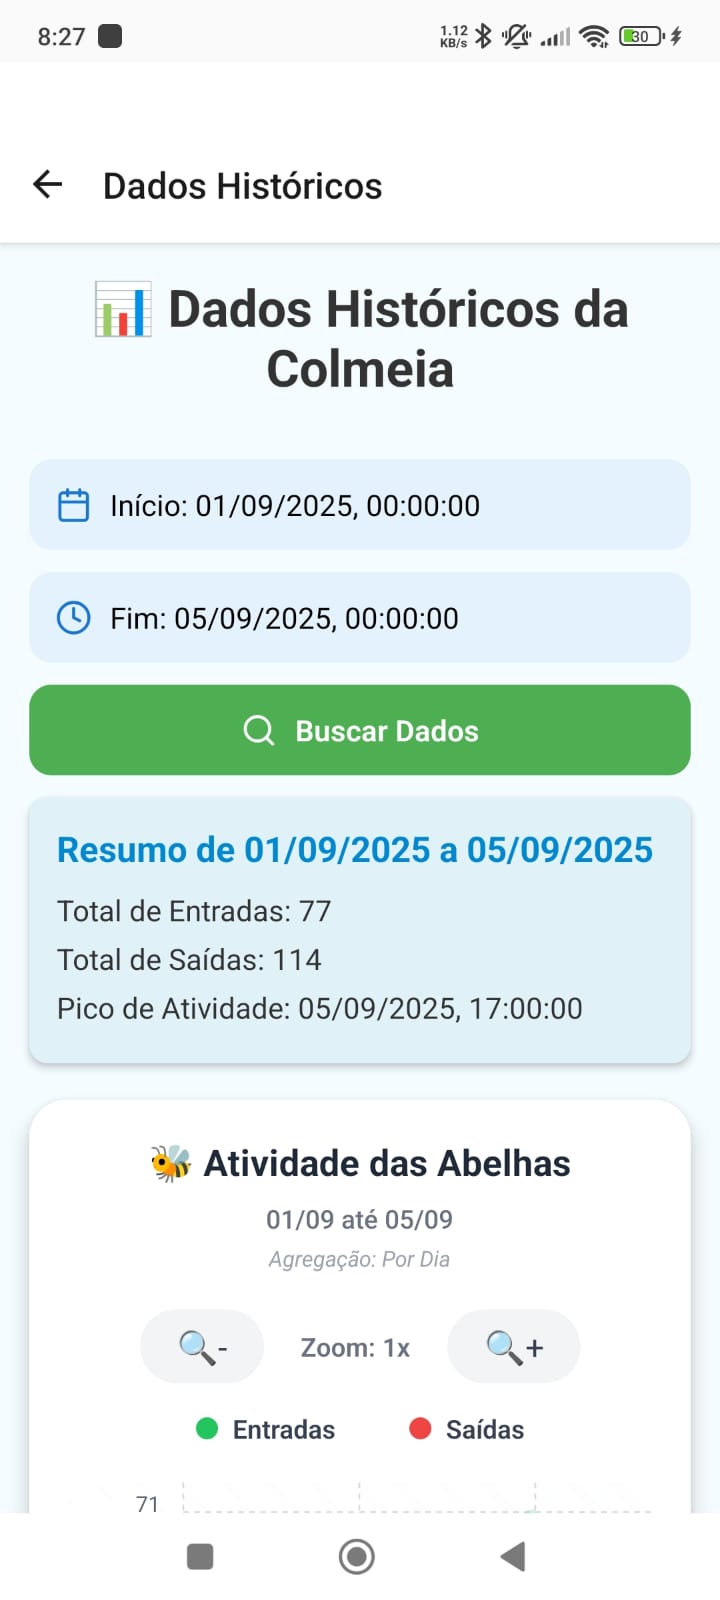 8:27
1.12
KB/s
30
Dados Históricos
Dados Históricos da
Colmeia
Início: 01/09/2025, 00:00:00
Fim: 05/09/2025, 00:00:00
Buscar Dados
Resumo de 01/09/2025 a 05/09/2025
Total de Entradas: 77
Total de Saídas: 114
Pico de Atividade: 05/09/2025, 17:00:00
Atividade das Abelhas
01/09 até 05/09
Agregação: Por Dia
- Zoom: 1x +
Entradas Saídas
71